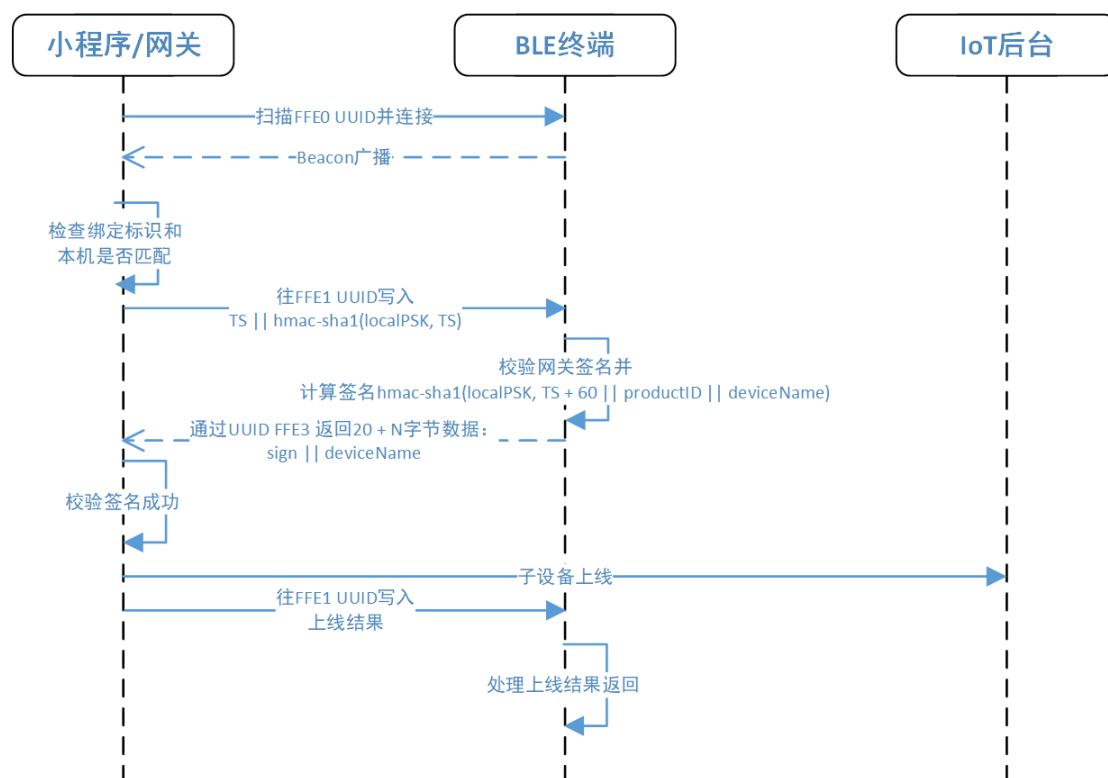 小程序/网关
BLE终端
IoT后台
扫描FFE0 UUID并连接
Beacon广播
检查绑定标识和
本机是否匹配
往FFE1 UUID写入
TS || hmac-sha1(localPSK, TS)
校验网关签名并
计算签名hmac-sha1(localPSK, TS + 60 || productID || deviceName)
通过UUID FFE3 返回20 + N字节数据：
sign || deviceName
校验签名成功
子设备上线
往FFE1 UUID写入
上线结果
处理上线结果返回